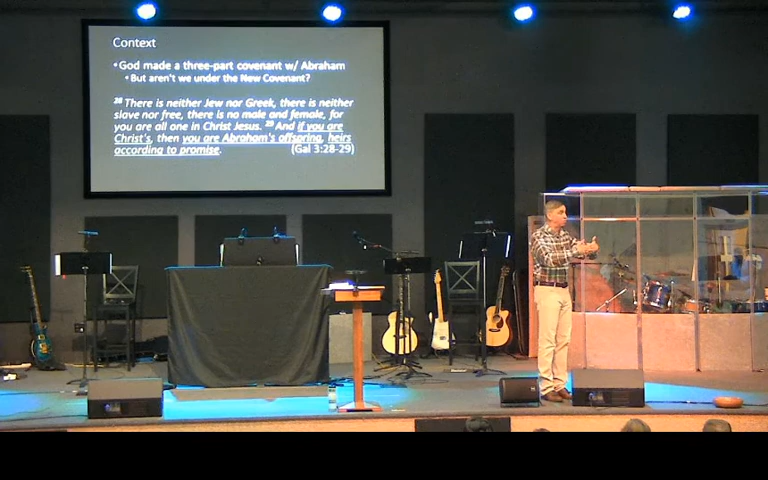 Context
•God made a three-part covenant w/ Abraham
•But aren't we under the New Covenant?
28 There is neither Jew nor Greek, there is neither
slave nor free, there is no male and female, for
you are all one in Christ Jesus. 29 And if you are
Christ's, then you are Abraham's offspring, heirs
according to promise. (Gal 3:28-29)